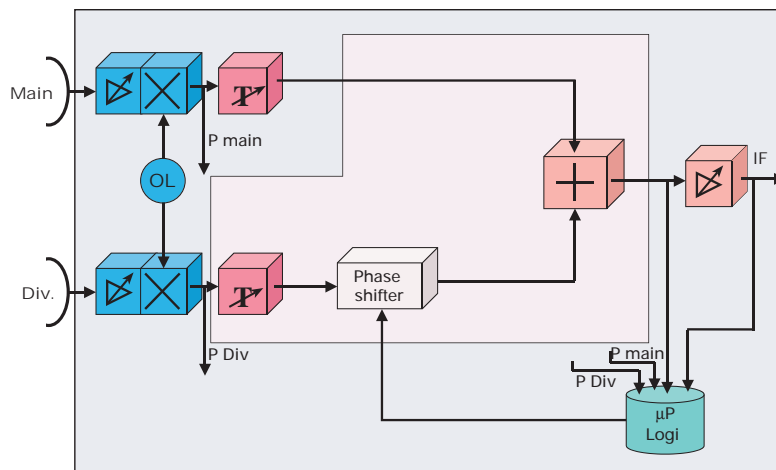 Main
T
P main
IF
OL
Div.
T
Phase
shifter
P Div
P main
P Div
µP
Logi